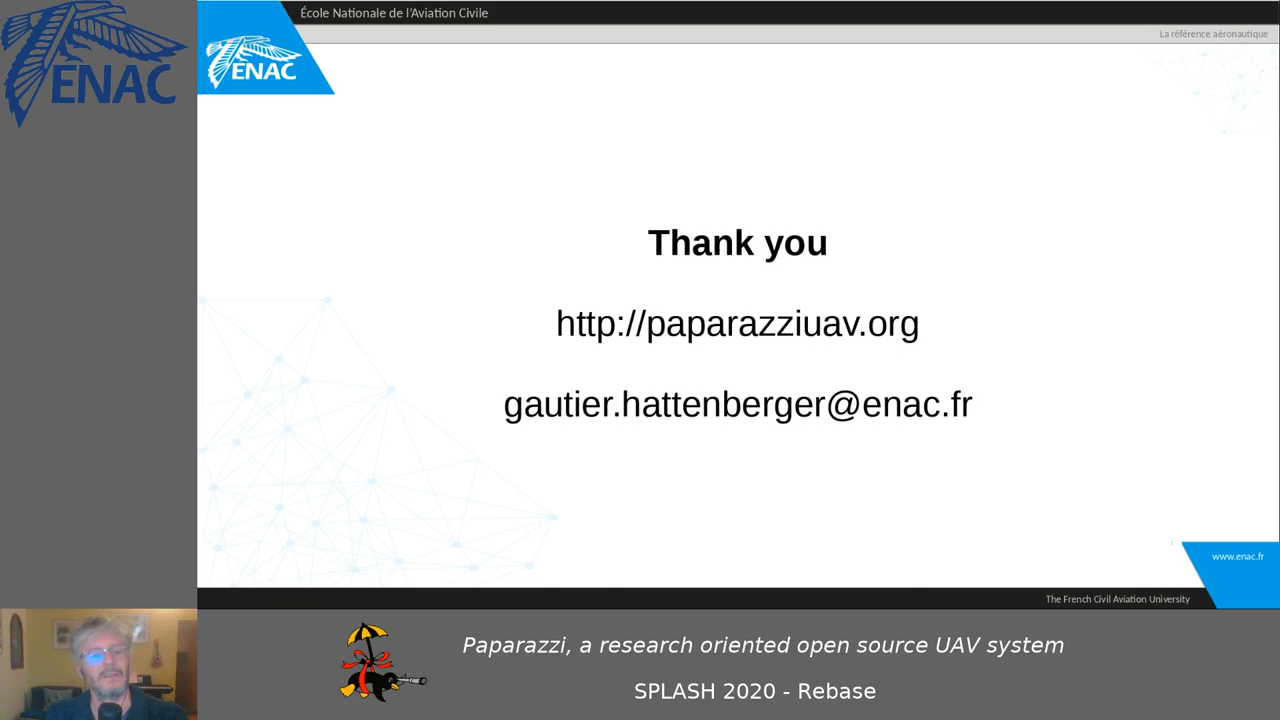 ENAC
École Nationale de l'Aviation Civile
La référence aéronautique
ENAC
Thank you
http://paparazziuav.org
gautier.hattenberger@enac.fr
www.enac.fr
The French Civil Aviation University
Paparazzi, a research oriented open source UAV system
SPLASH 2020 - Rebase